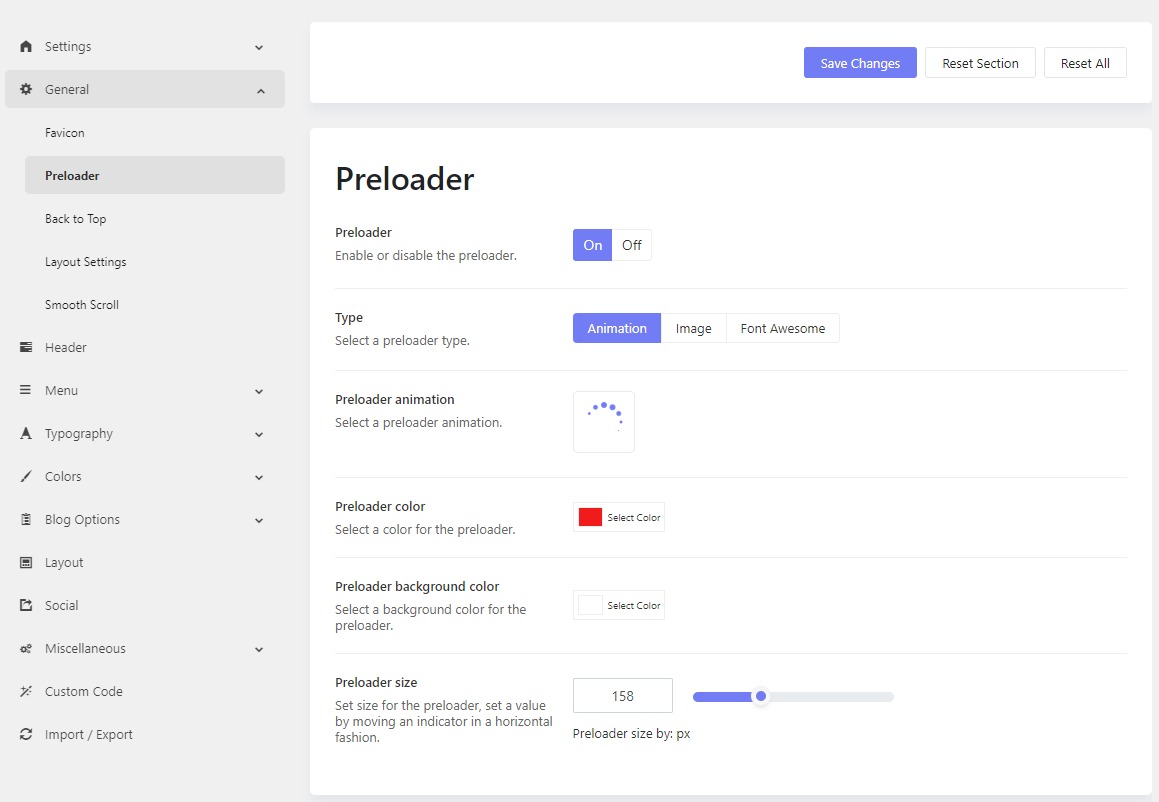 Settings
General
Favicon
Preloader
Back to Top
Layout Settings
Smooth Scroll
Header
Menu
Typography
Colors
Blog Options
Layout
Social
Miscellaneous
Custom Code
Import / Export
Save Changes
Reset Section
Reset All
Preloader
Preloader
Enable or disable the preloader.
On
Off
Type
Select a preloader type.
Animation
Image
Font Awesome
Preloader animation
Select a preloader animation.
Preloader color
Select a color for the preloader.
Select Color
Preloader background color
Select a background color for the
preloader.
Select Color
Preloader size
Set size for the preloader, set a value
by moving an indicator in a horizontal
fashion.
158
Preloader size by: px